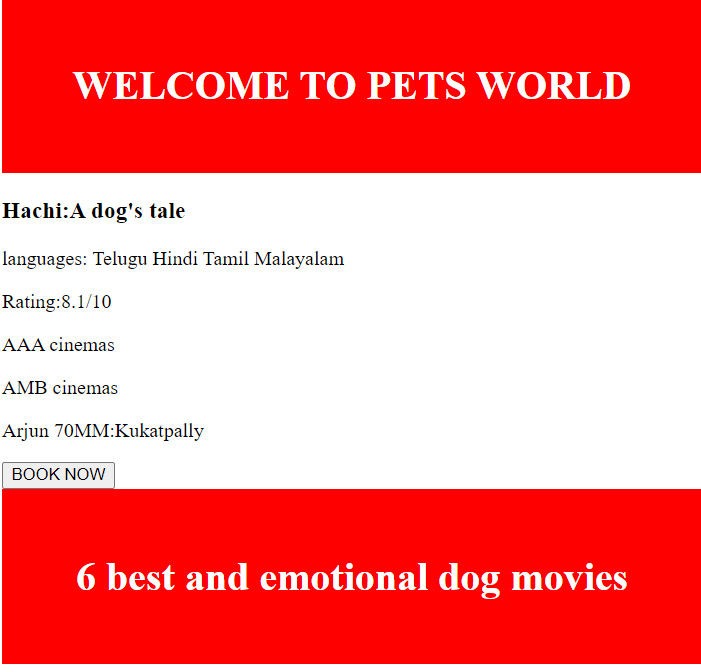 WELCOME TO PETS WORLD
Hachi:A dog's tale
languages: Telugu Hindi Tamil Malayalam
Rating:8.1/10
AAA cinemas
AMB cinemas
Arjun 70MM:Kukatpally
BOOK NOW
6 best and emotional dog movies